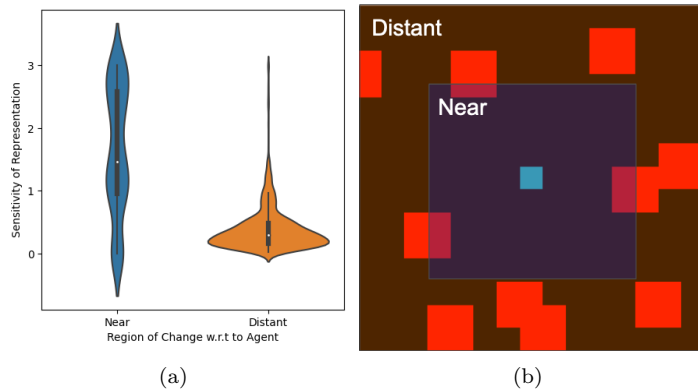 Sensitivity of Representation
3
2
1
0
Near
Distant
Region of Change w.r.t to Agent
(a)
Distant
Near
(b)